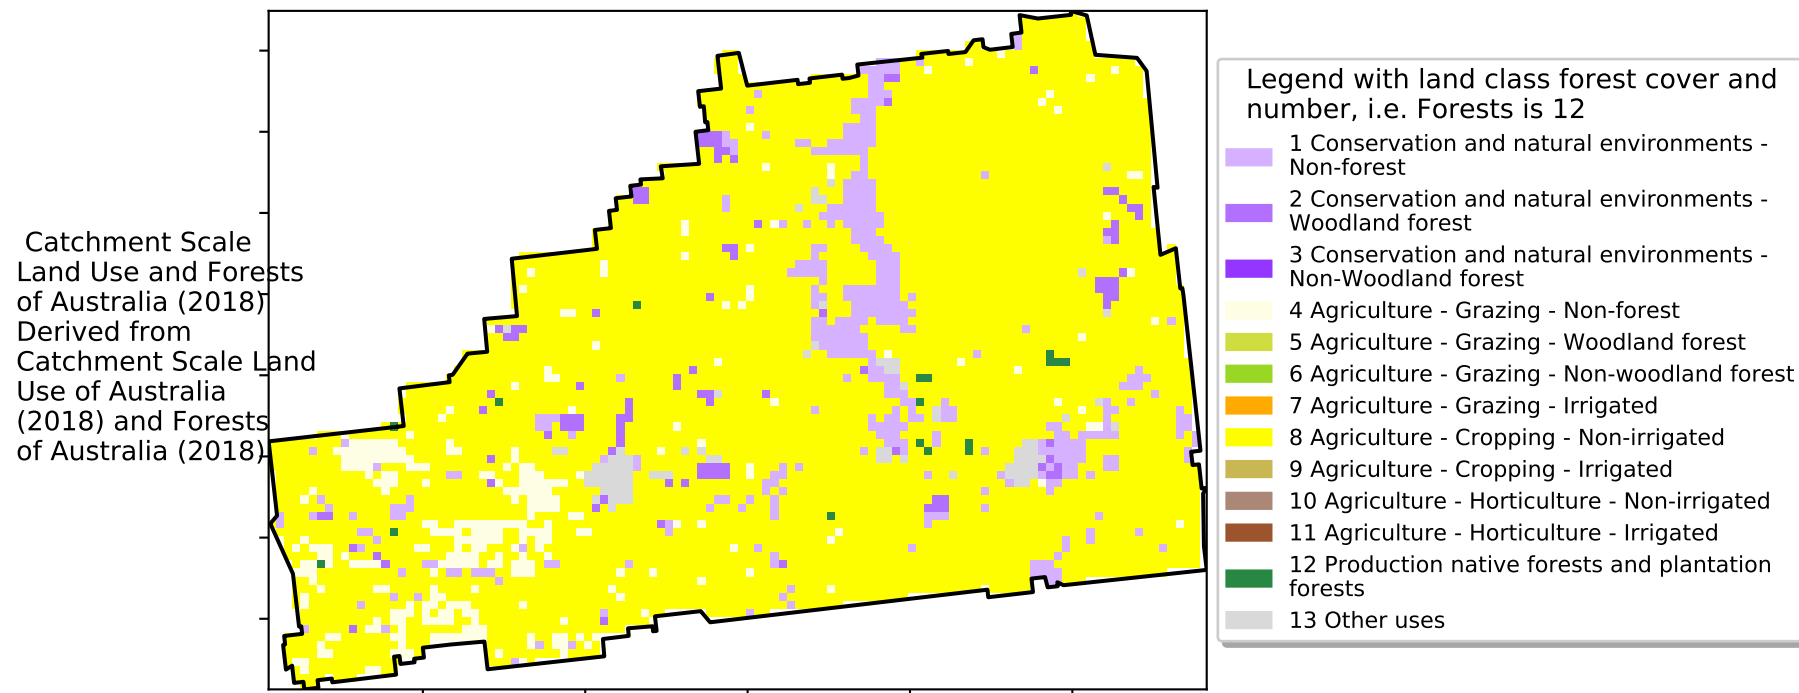 Catchment Scale
Land Use and Forests
of Australia (2018)
Derived from
Catchment Scale Land
Use of Australia
(2018) and Forests
of Australia (2018)
Legend with land class forest cover and
number, i.e. Forests is 12
1 Conservation and natural environments -
Non-forest
2 Conservation and natural environments -
Woodland forest
3 Conservation and natural environments -
Non-Woodland forest
4 Agriculture - Grazing - Non-forest
5 Agriculture - Grazing - Woodland forest
6 Agriculture - Grazing - Non-woodland forest
7 Agriculture - Grazing - Irrigated
8 Agriculture - Cropping - Non-irrigated
9 Agriculture - Cropping - Irrigated
10 Agriculture - Horticulture - Non-irrigated
11 Agriculture - Horticulture - Irrigated
12 Production native forests and plantation
forests
13 Other uses